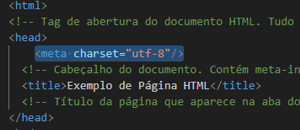 <html>
<!-- Tag de abertura do documento HTML. Tudo
<head>
<meta charset="utf-8"/>
<!-- Cabeçalho do documento. Contém meta-in
<title>Exemplo de Página HTML</title>
<!-- Título da página que aparece na aba do
</head>